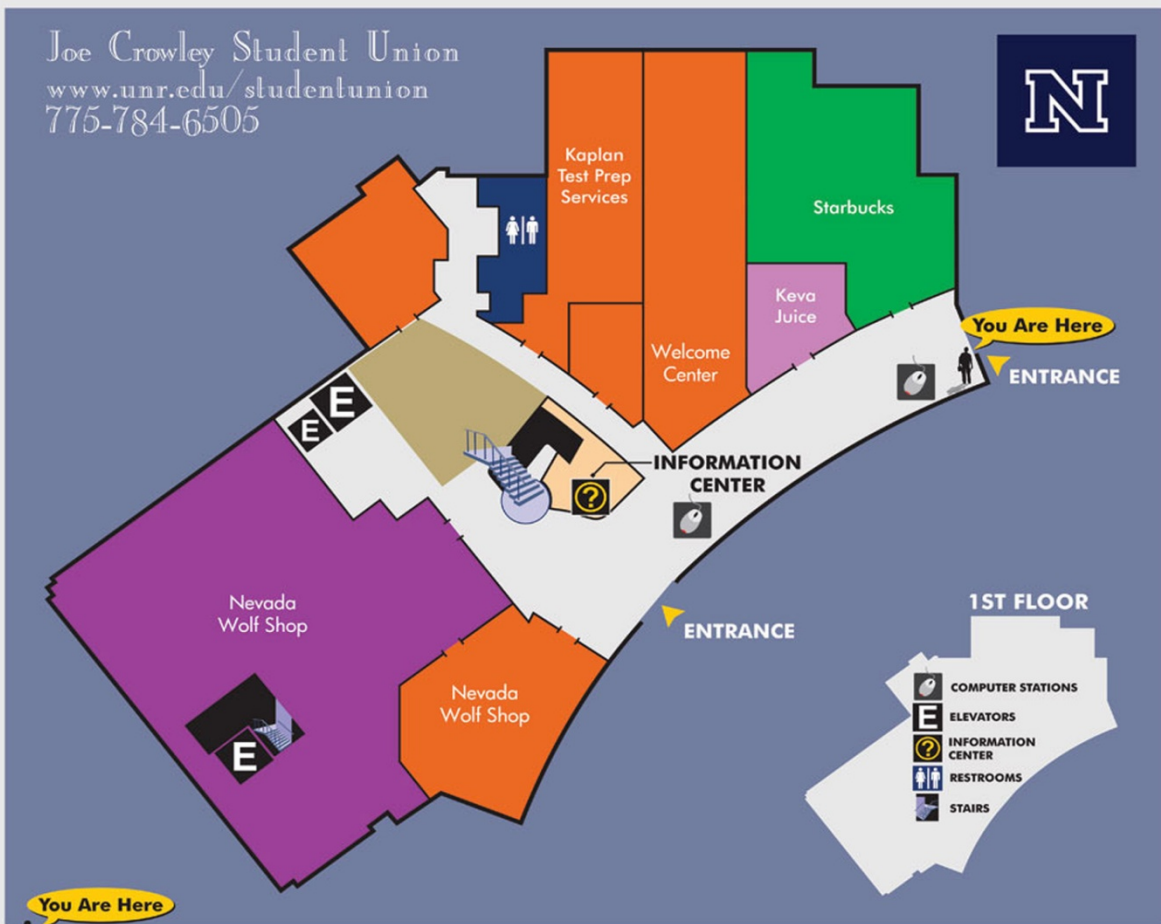 Joe Crowley Student Union
www.unr.edu/studentunion
775-784-6505
N
Kaplan
Test Prep
Services
Starbucks
Keva
Juice
You Are Here
Welcome
Center
ENTRANCE
E
E
INFORMATION
CENTER
?
Nevada
Wolf Shop
ENTRANCE
1ST FLOOR
Nevada
Wolf Shop
E
COMPUTER STATIONS
E ELEVATORS
? INFORMATION
CENTER
RESTROOMS
STAIRS
You Are Here